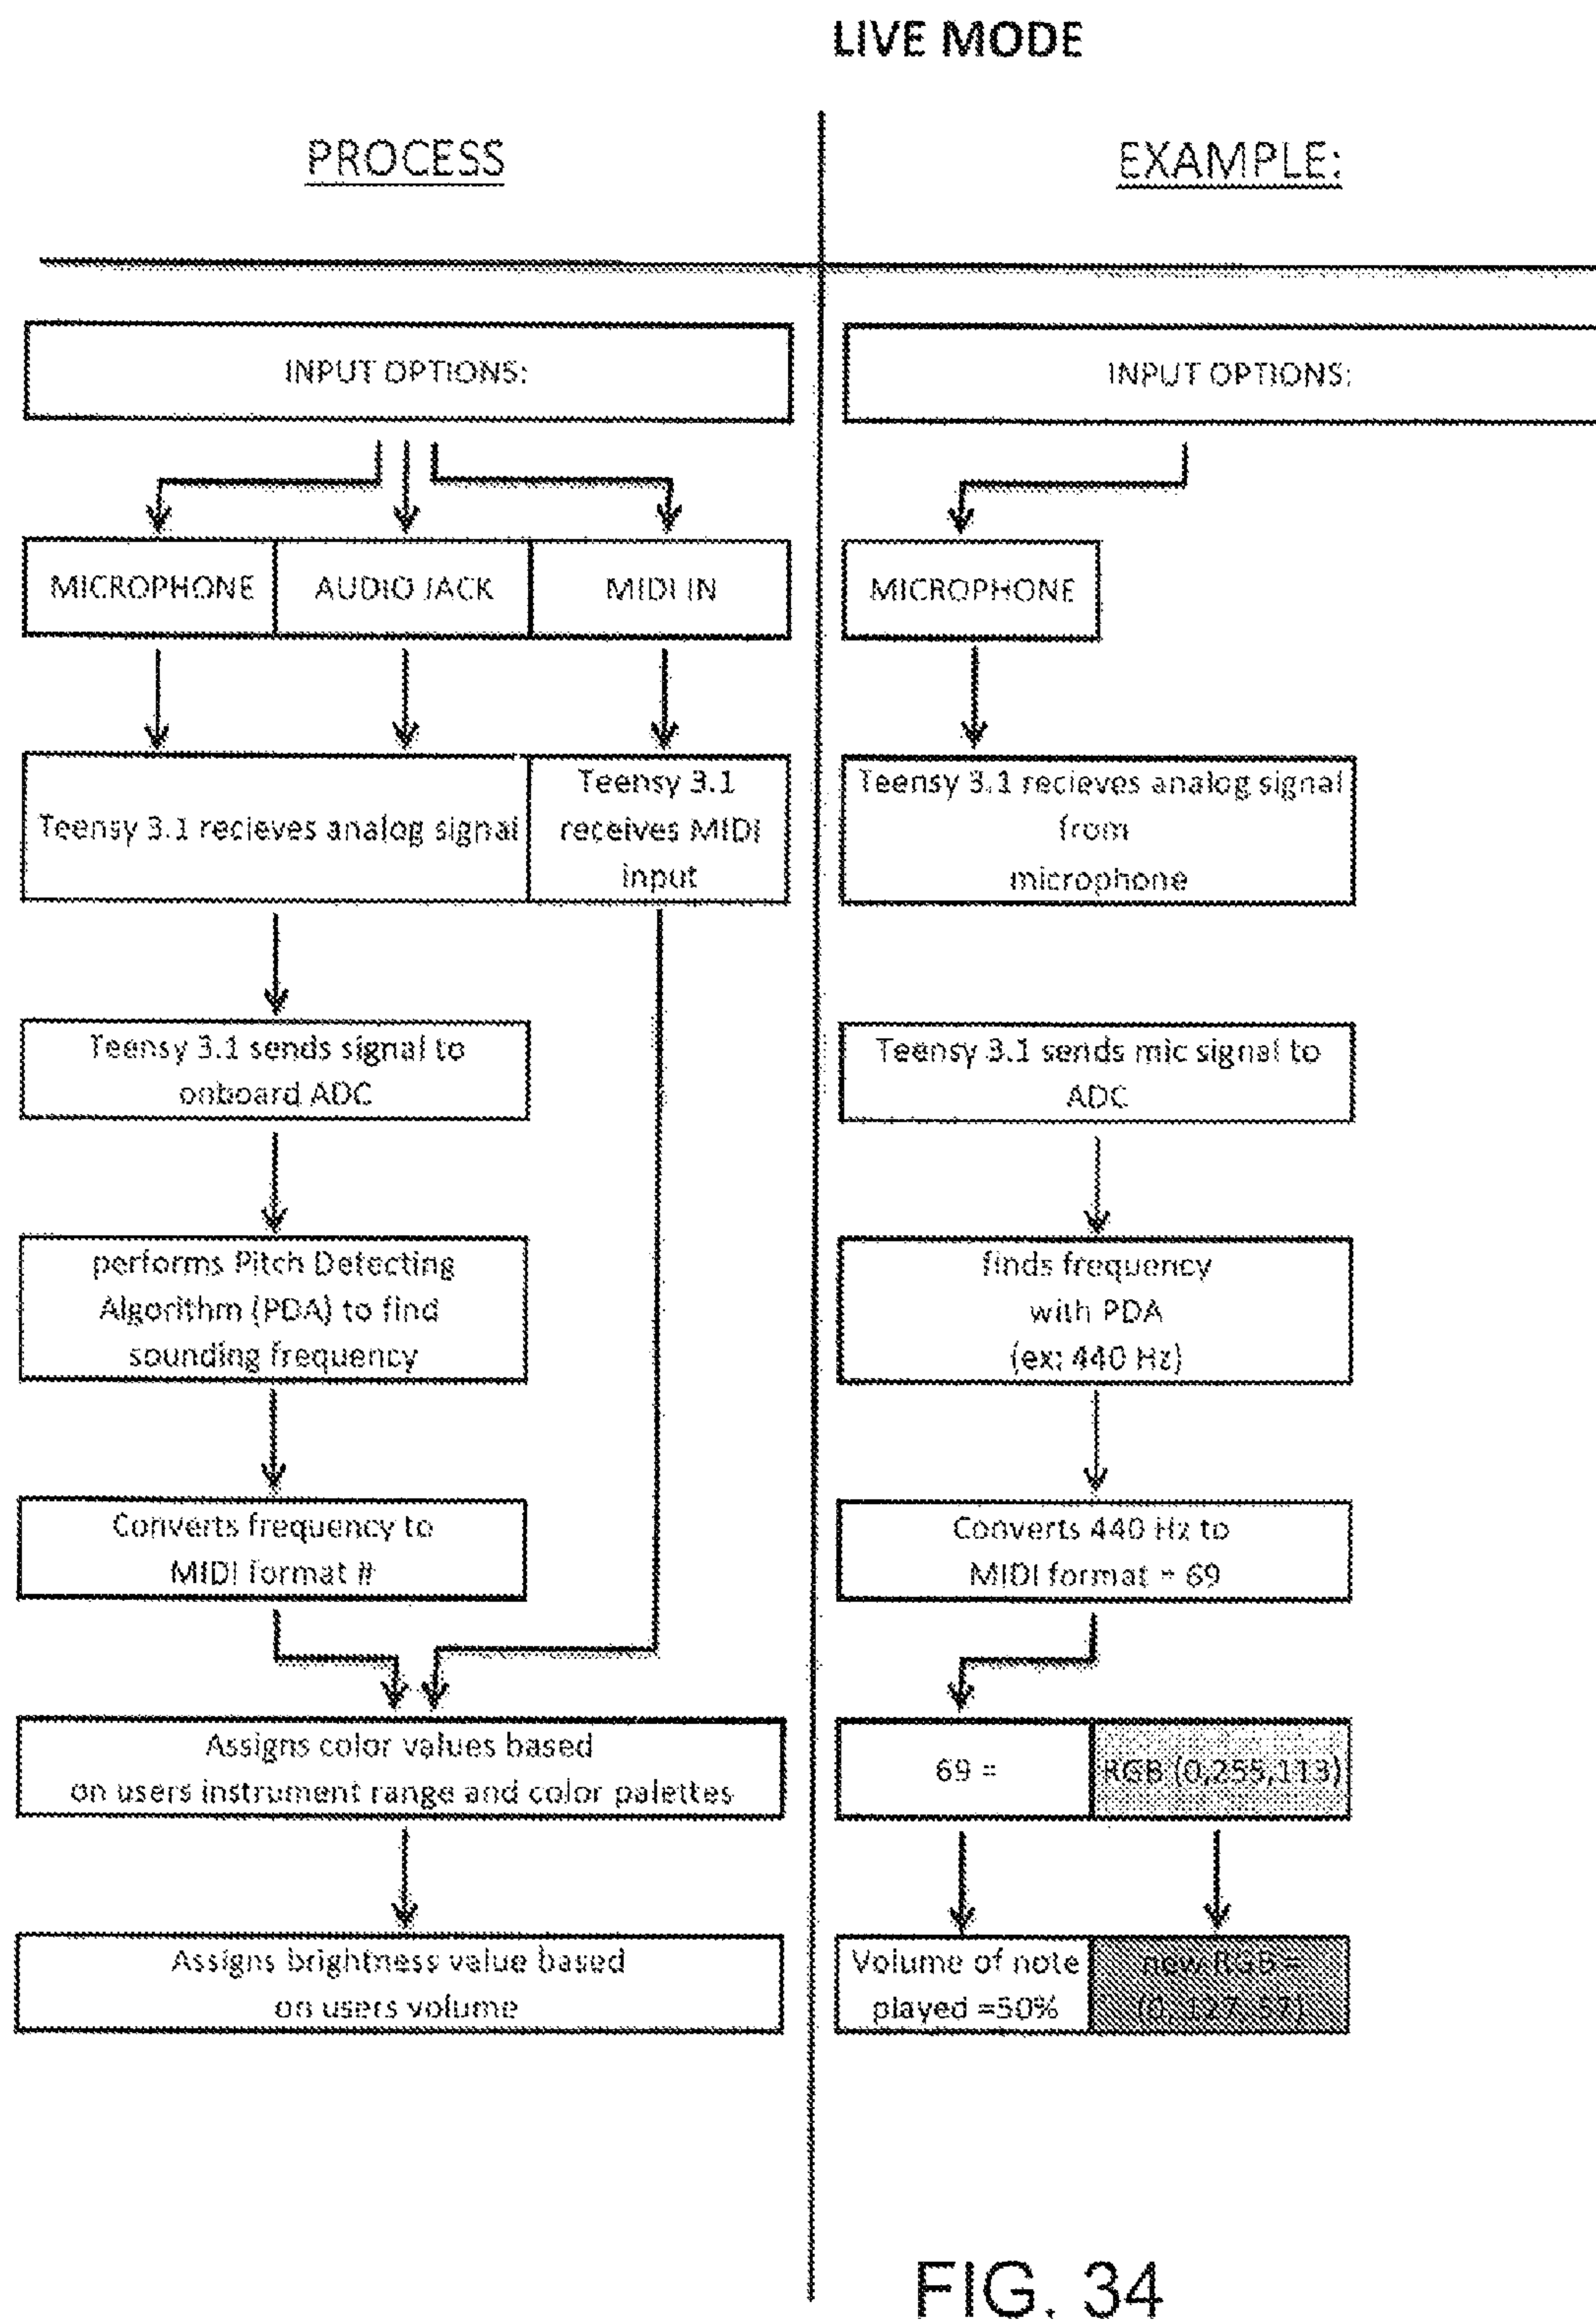 LIVE MODE
PROCESS
INPUT OPTIONS:
MICROPHONE
AUDIO JACK
MIDI IN
Teensy 3.1 recieves analog signal
Teensy 3.1
receives MIDI
input
Teensy 3.1 sends signal to
onboard ADC
performs Pitch Detecting
Algorithm (PDA) to find
sounding frequency
Converts frequency to
MIDI format #
Assigns color values based
on users instrument range and color palettes
Assigns brightness value based
on users volume
EXAMPLE:
INPUT OPTIONS:
MICROPHONE
Teensy 3.1 recieves analog signal
from
microphone
Teensy 3.1 sends mic signal to
ADC
finds frequency
with PDA
(ex: 440 Hz)
Converts 440 Hz to
MIDI format = 69
69 =
RGB (0,255,113)
Volume of note
played =50%
new RGB =
(0, 127, 57)
FIG. 34